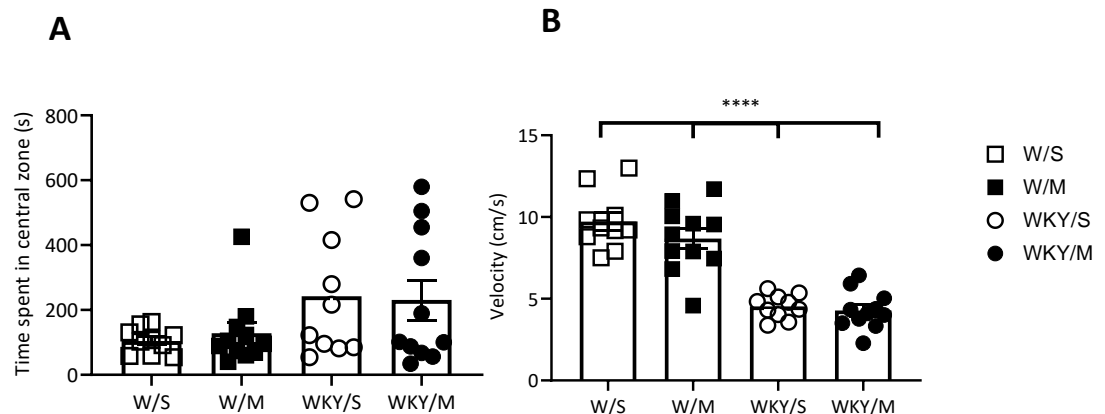 A
B
Time spent in central zone (s)
800
600
400
200
0
W/S
W/M
WKY/S
WKY/M
****
Velocity (cm/s)
15
10
5
0
W/S
W/M
WKY/S
WKY/M
W/S
W/M
WKY/S
WKY/M